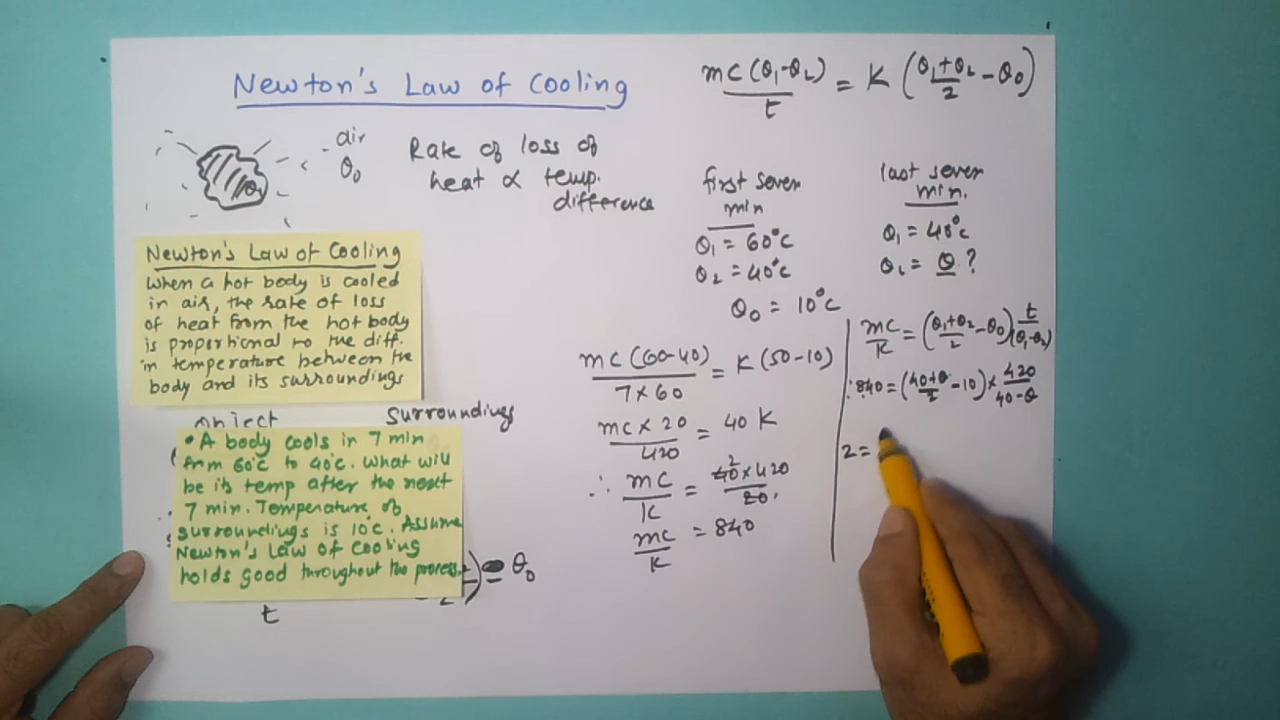 Newton's Law of Cooling
air
θ₀
θ₁
Rate of loss of
heat ∝ temp.
difference
Newton's Law of Cooling
When a hot body is cooled
in air, the rate of loss
of heat from the hot body
is proportional to the diff.
in temperature between the
body and its surroundings
object
surroundings
• A body cools in 7 min
from 60°C to 40°C. What will
be its temp after the next
7 min. Temperature of
surroundings is 10°C. Assume
Newton's Law of Cooling
holds good throughout the process.
) - θ₀
2
t
mc(θ₁-θ₂)/t = K((θ₁+θ₂)/2 - θ₀)
first seven
min
θ₁ = 60°C
θ₂ = 40°C
last seven
min.
θ₁ = 40°C
θ₂ = θ ?
θ₀ = 10°C
mc(60-40)/7×60 = K(50-10)
mc×20/420 = 40 K
∴ mc/K = 40×420/20. 2
mc/K = 840
mc/K = ((θ₁+θ₂)/2 - θ₀) t/(θ₁-θ₂)
∴ 840 = ((40+θ)/2 - 10) × 420/(40-θ)
2 =